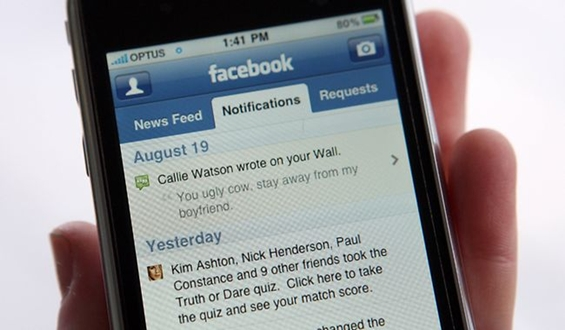 OPTUS 1:41 PM 80%
facebook
News Feed Notifications Requests
August 19
Callie Watson wrote on your Wall.
“ You ugly cow, stay away from my
boyfriend.
Yesterday
Kim Ashton, Nick Henderson, Paul
Constance and 9 other friends took the
Truth or Dare quiz. Click here to take
the quiz and see your match score.
changed the